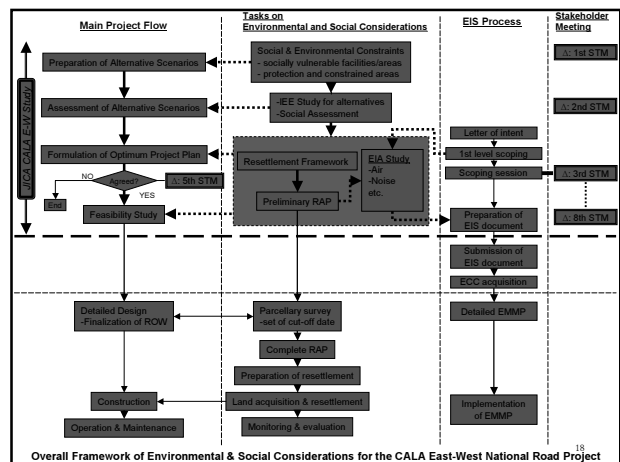 Main Project Flow
Tasks on
Environmental and Social Considerations
EIS Process
Stakeholder
Meeting
JICA CALA E-W Study
Preparation of Alternative Scenarios
Assessment of Alternative Scenarios
Formulation of Optimum Project Plan
NO
Agreed?
Δ: 5th STM
YES
End
Feasibility Study
Detailed Design
-Finalization of ROW
Construction
Operation & Maintenance
Social & Environmental Constraints
- socially vulnerable facilities/areas
- protection and constrained areas
-IEE Study for alternatives
-Social Assessment
Resettlement Framework
Preliminary RAP
EIA Study
-Air
-Noise
etc.
Parcellary survey
-set of cut-off date
Complete RAP
Preparation of resettlement
Land acquisition & resettlement
Monitoring & evaluation
Letter of intent
1st level scoping
Scoping session
Preparation of
EIS document
Submission of
EIS document
ECC acquisition
Detailed EMMP
Implementation
of EMMP
Δ: 1st STM
Δ: 2nd STM
Δ: 3rd STM
Δ: 8th STM
18
Overall Framework of Environmental & Social Considerations for the CALA East-West National Road Project